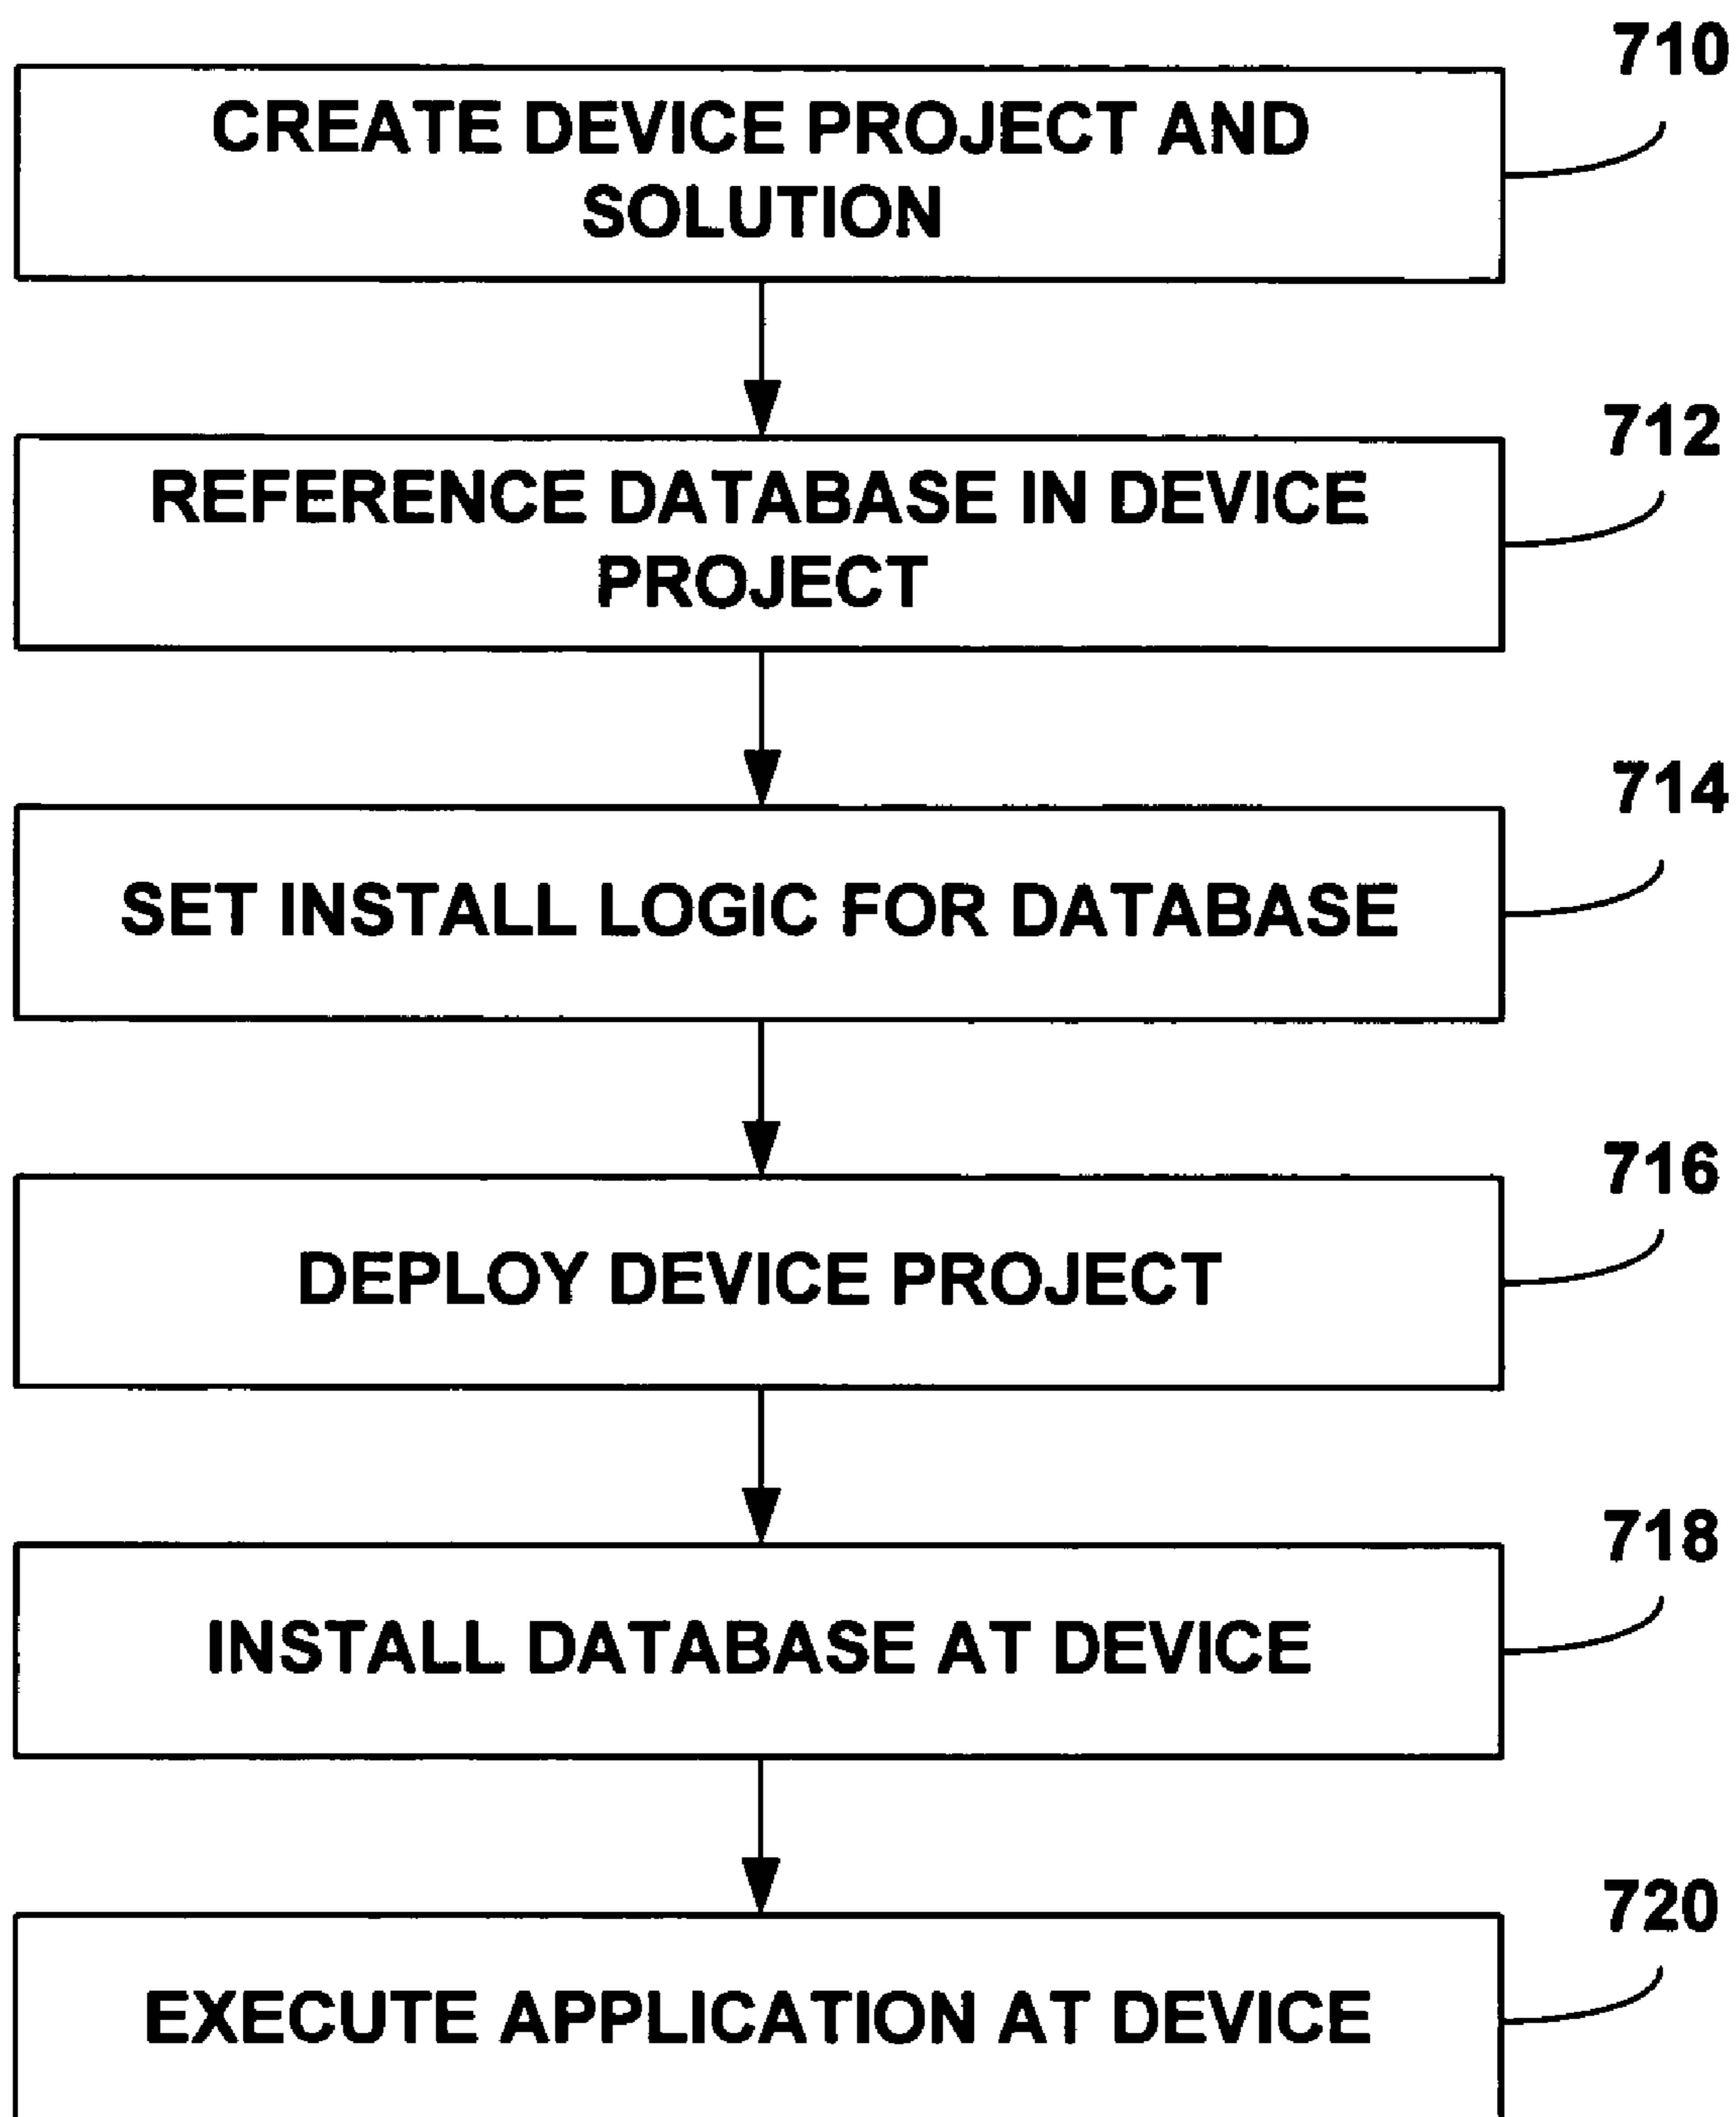 710
CREATE DEVICE PROJECT AND
SOLUTION
712
REFERENCE DATABASE IN DEVICE
PROJECT
714
SET INSTALL LOGIC FOR DATABASE
716
DEPLOY DEVICE PROJECT
718
INSTALL DATABASE AT DEVICE
720
EXECUTE APPLICATION AT DEVICE